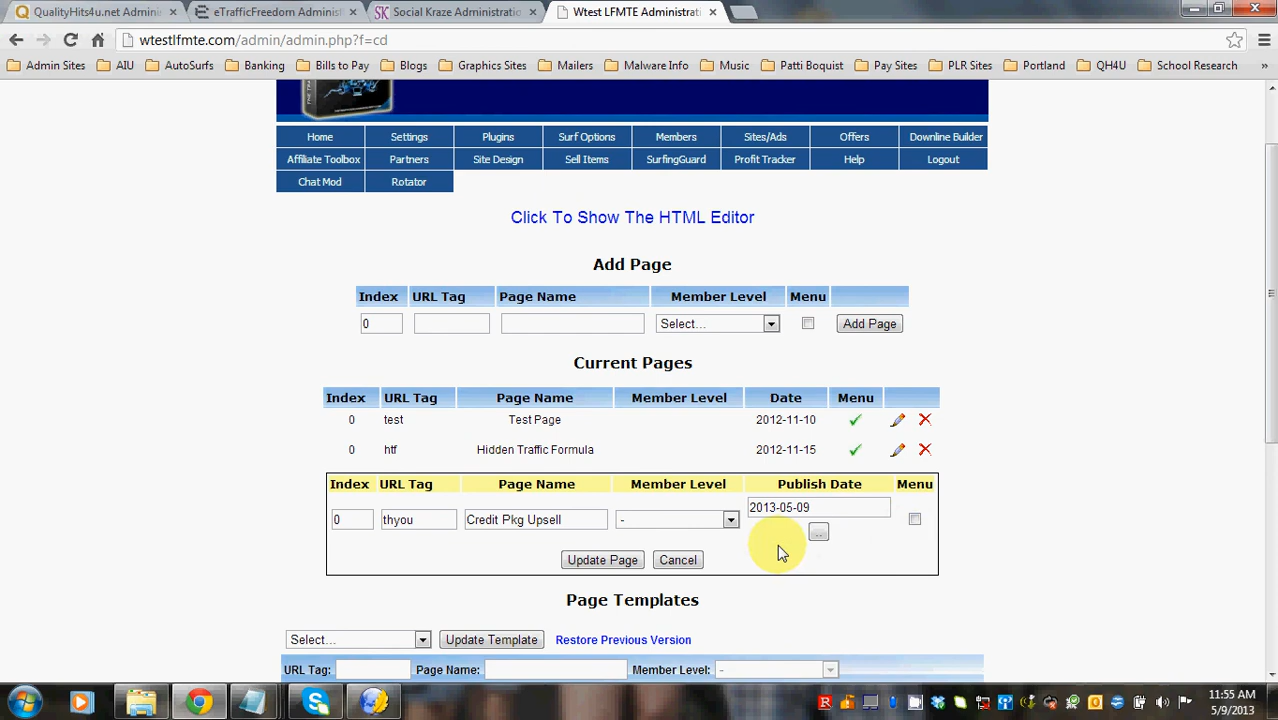 QualityHits4u.net Admini
eTrafficFreedom Administ
Social Kraze Administratio
Wtest LFMTE Administrati
wtestlfmte.com/admin/admin.php?f=cd
Admin Sites AIU AutoSurfs Banking Bills to Pay Blogs Graphics Sites Mailers Malware Info Music Patti Boquist Pay Sites PLR Sites Portland QH4U School Research »
Home Settings Plugins Surf Options Members Sites/Ads Offers Downline Builder
Affiliate Toolbox Partners Site Design Sell Items SurfingGuard Profit Tracker Help Logout
Chat Mod Rotator
Click To Show The HTML Editor
Add Page
Index URL Tag Page Name Member Level Menu
0 Select... Add Page
Current Pages
Index URL Tag Page Name Member Level Date Menu
0 test Test Page 2012-11-10
0 htf Hidden Traffic Formula 2012-11-15
Index URL Tag Page Name Member Level Publish Date Menu
0 thyou Credit Pkg Upsell - 2013-05-09
..
Update Page Cancel
Page Templates
Select... Update Template Restore Previous Version
URL Tag: Page Name: Member Level: -
11:55 AM
5/9/2013